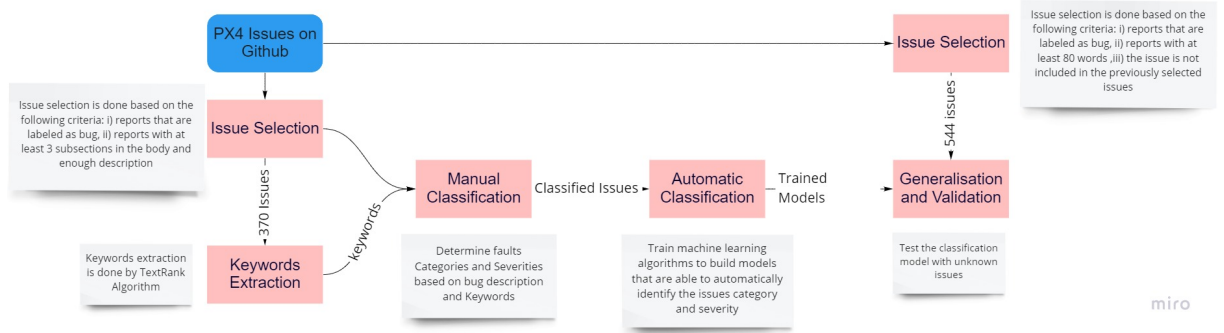 PX4 Issues on
Github
Issue Selection
Issue selection is done based on the
following criteria: i) reports that are
labeled as bug, ii) reports with at
least 80 words ,iii) the issue is not
included in the previously selected
issues
Issue selection is done based on the
following criteria: i) reports that are
labeled as bug, ii) reports with at
least 3 subsections in the body and
enough description
Issue Selection
544 issues
370 Issues
keywords
Manual
Classification
Classified Issues
Automatic
Classification
Trained
Models
Generalisation
and Validation
Keywords extraction
is done by TextRank
Algorithm
Keywords
Extraction
Determine faults
Categories and Severities
based on bug description
and Keywords
Train machine learning
algorithms to build models
that are able to automatically
identify the issues category
and severity
Test the classification
model with unknown
issues
miro